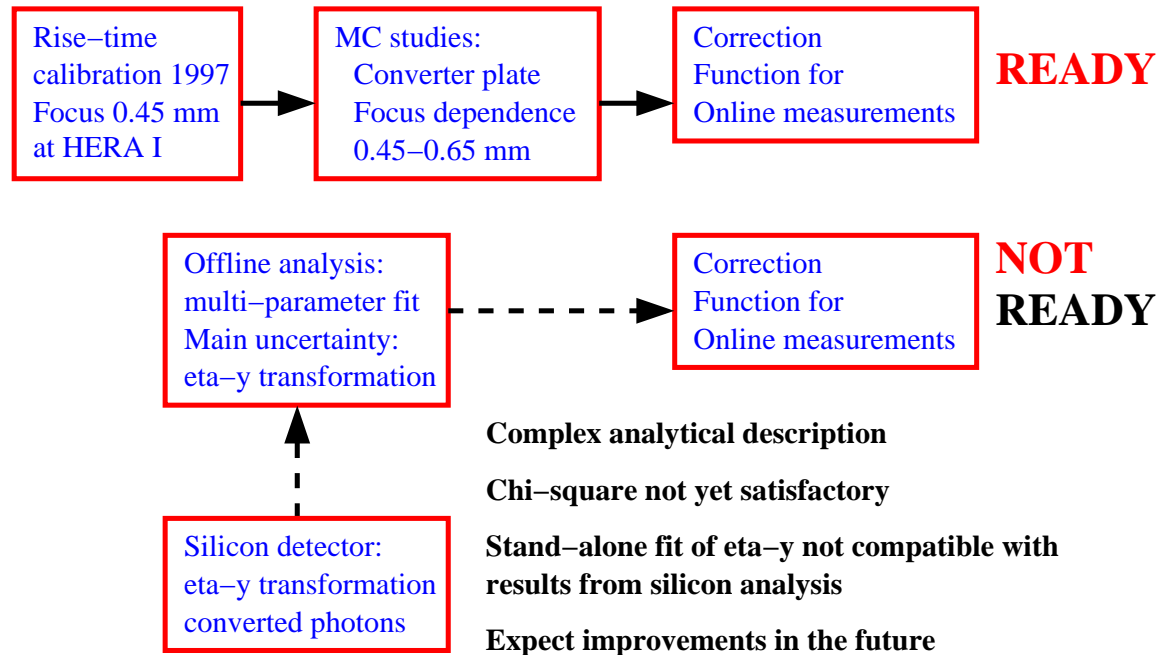 Rise−time
calibration 1997
Focus 0.45 mm
at HERA I
MC studies:
Converter plate
Focus dependence
0.45−0.65 mm
Correction
Function for
Online measurements
READY
Offline analysis:
multi−parameter fit
Main uncertainty:
eta−y transformation
Correction
Function for
Online measurements
NOT
READY
Silicon detector:
eta−y transformation
converted photons
Complex analytical description
Chi−square not yet satisfactory
Stand−alone fit of eta−y not compatible with
results from silicon analysis
Expect improvements in the future